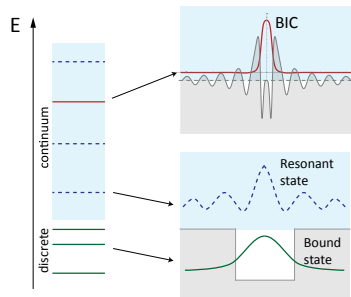 E
BIC
continuum
Resonant
state
discrete
Bound
state